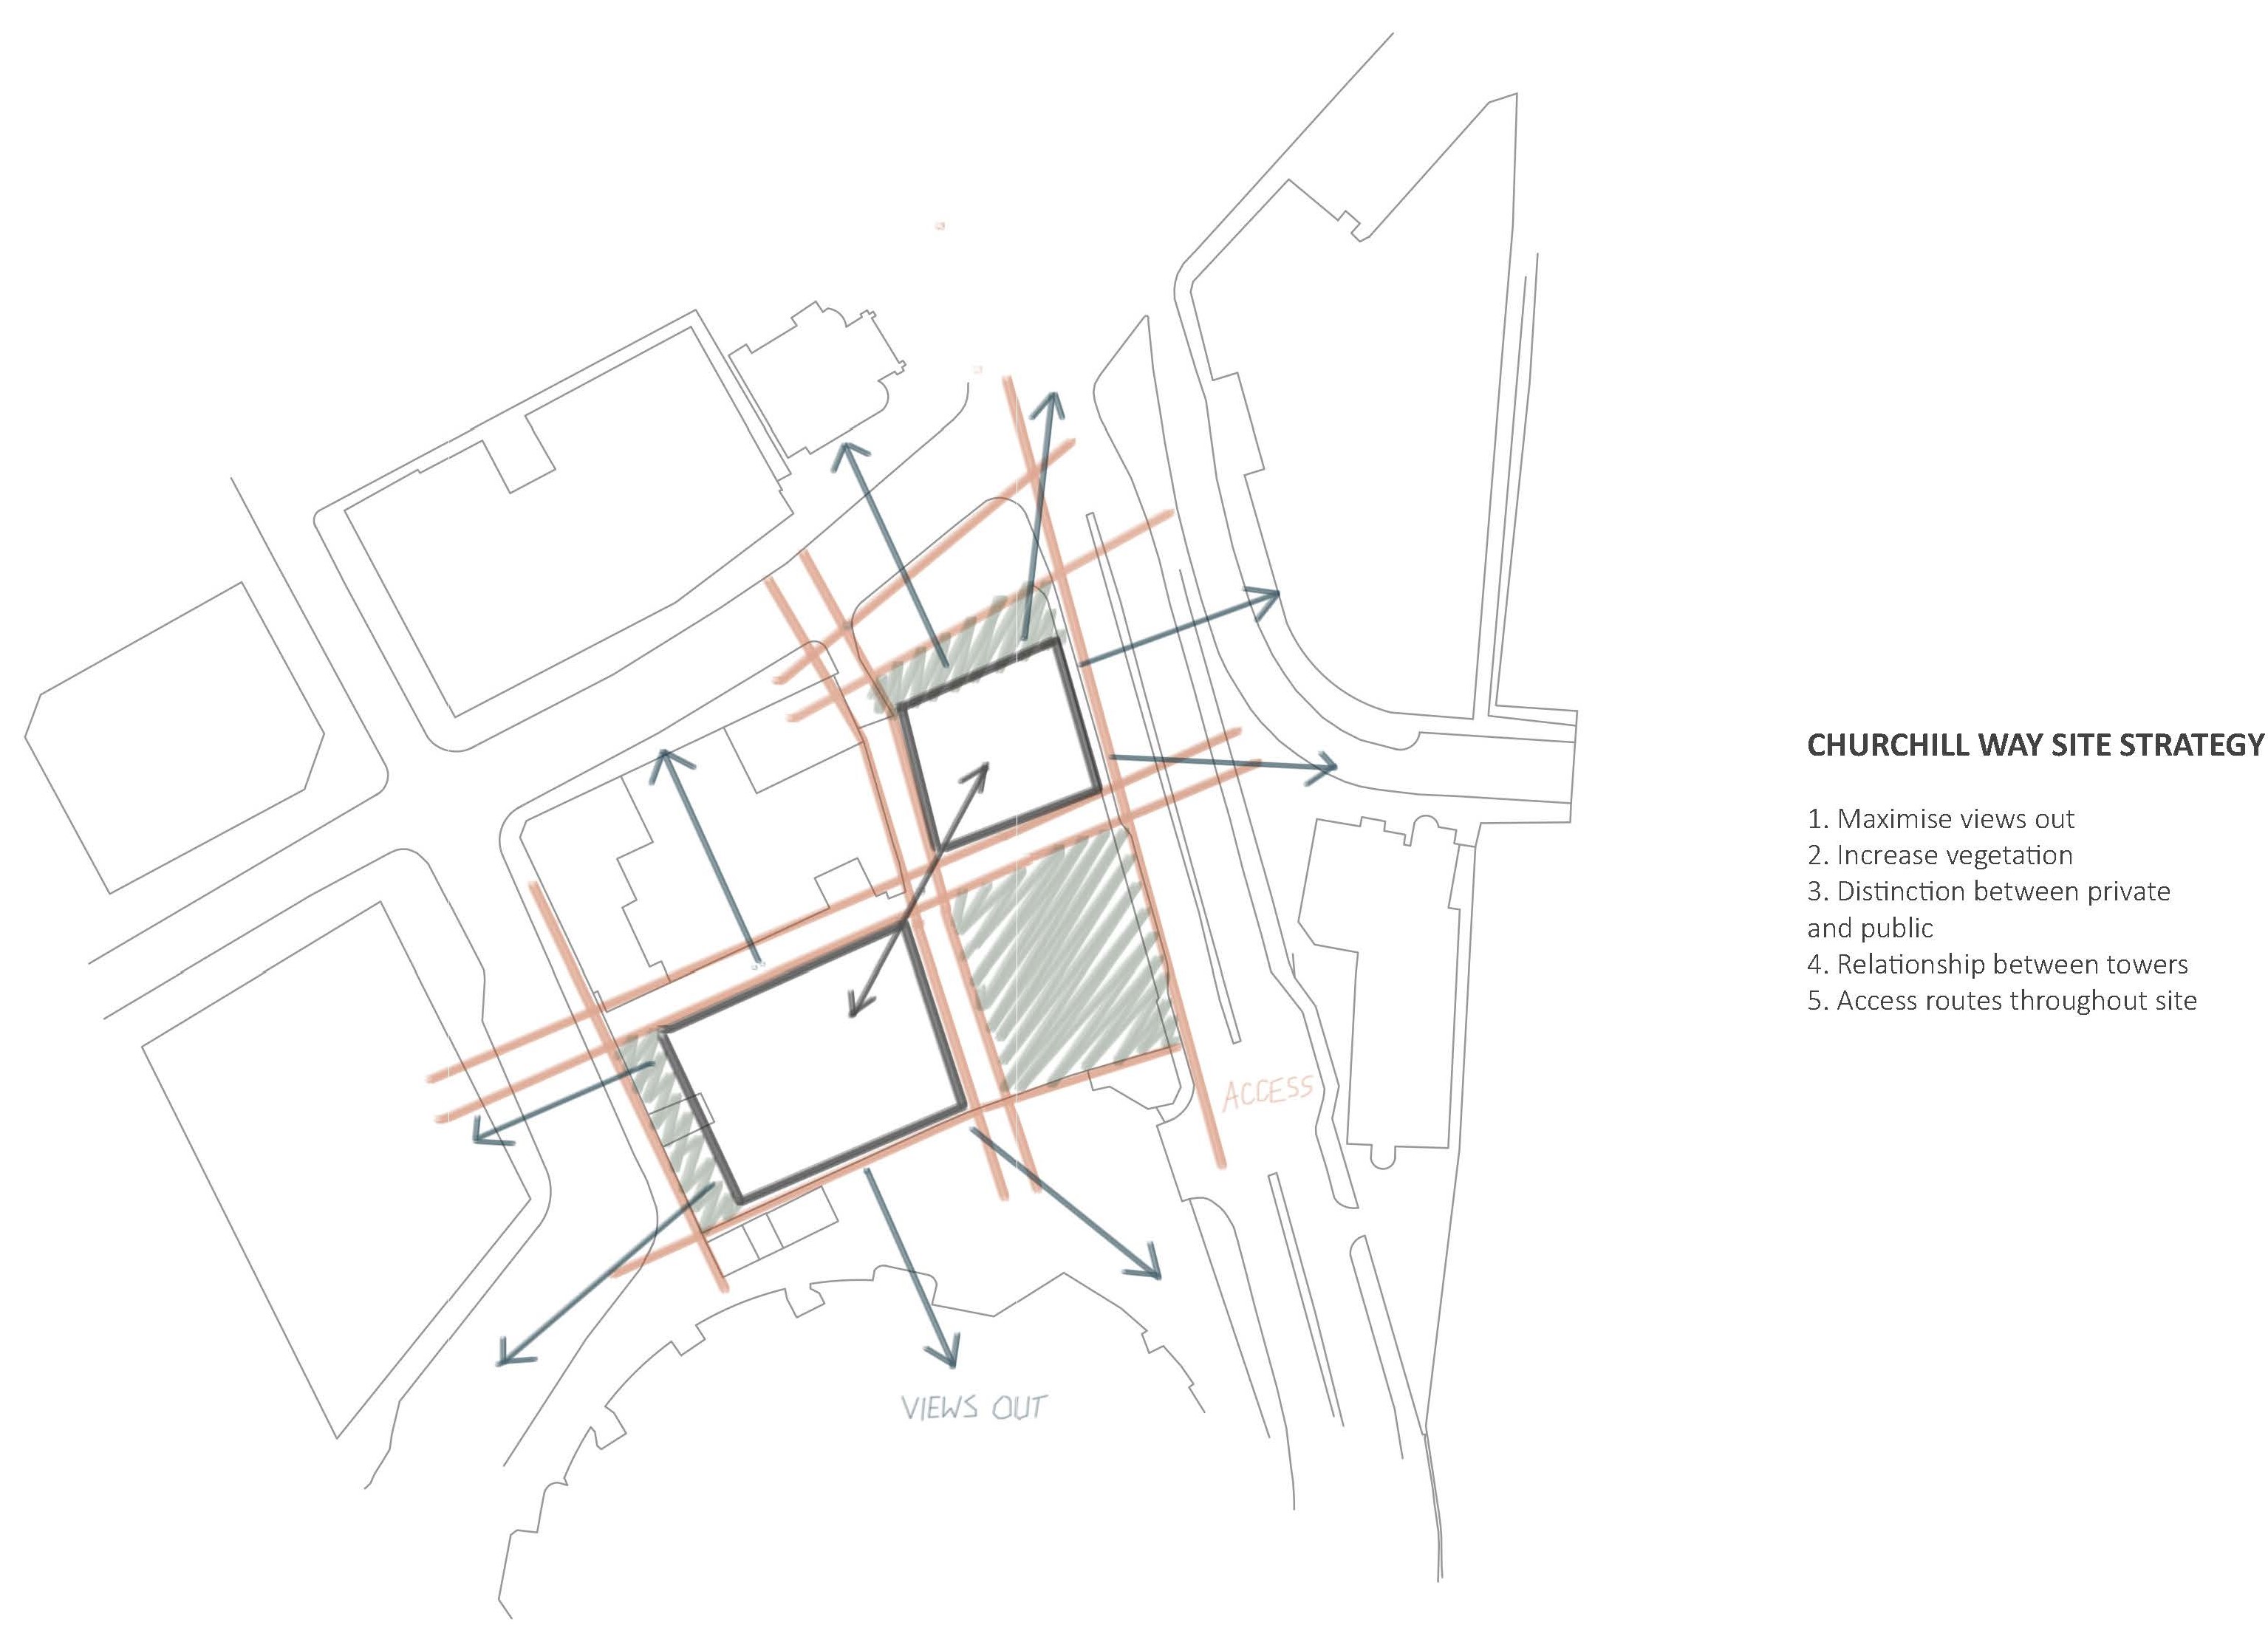 CHURCHILL WAY SITE STRATEGY
1. Maximise views out
2. Increase vegetation
3. Distinction between private
and public
4. Relationship between towers
5. Access routes throughout site
ACCESS
VIEWS OUT